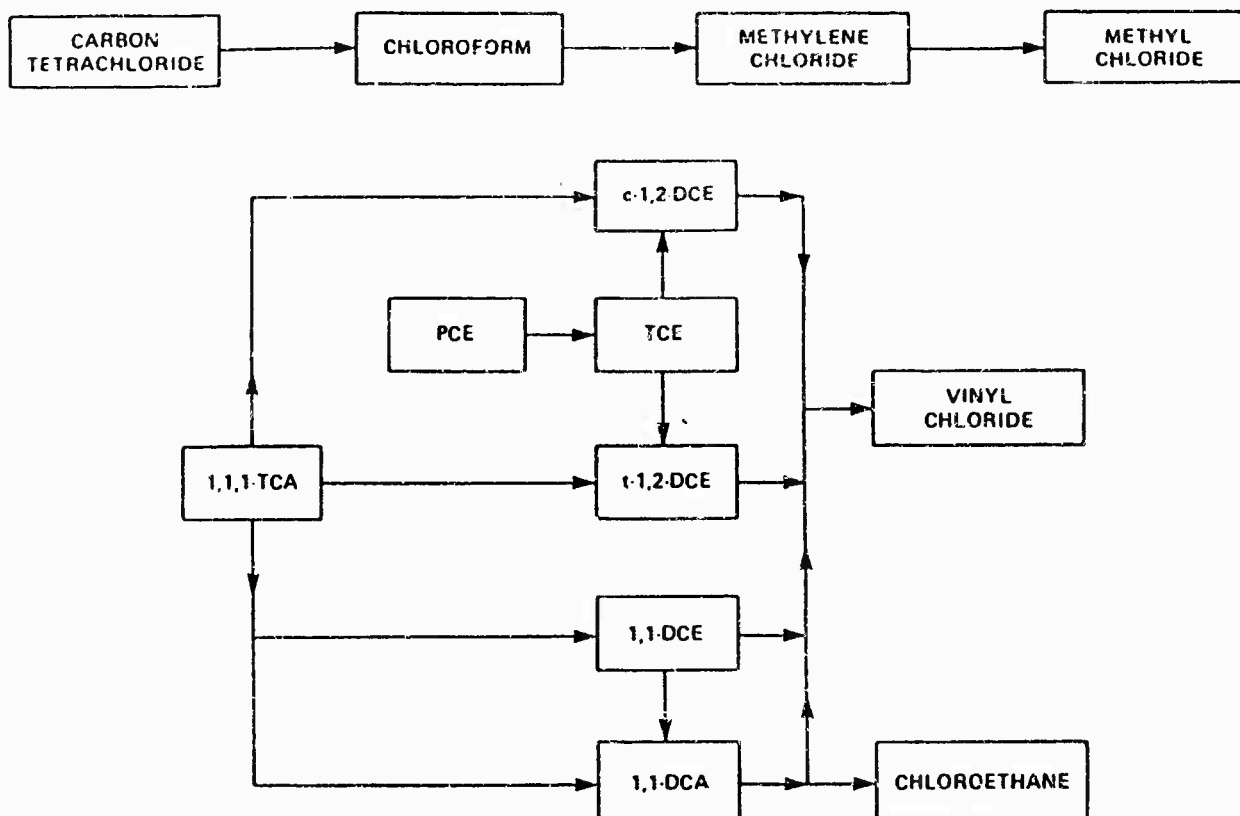 CARBON
TETRACHLORIDE
CHLOROFORM
METHYLENE
CHLORIDE
METHYL
CHLORIDE
c-1,2-DCE
PCE
TCE
VINYL
CHLORIDE
1,1,1-TCA
t-1,2-DCE
1,1-DCE
1,1-DCA
CHLOROETHANE